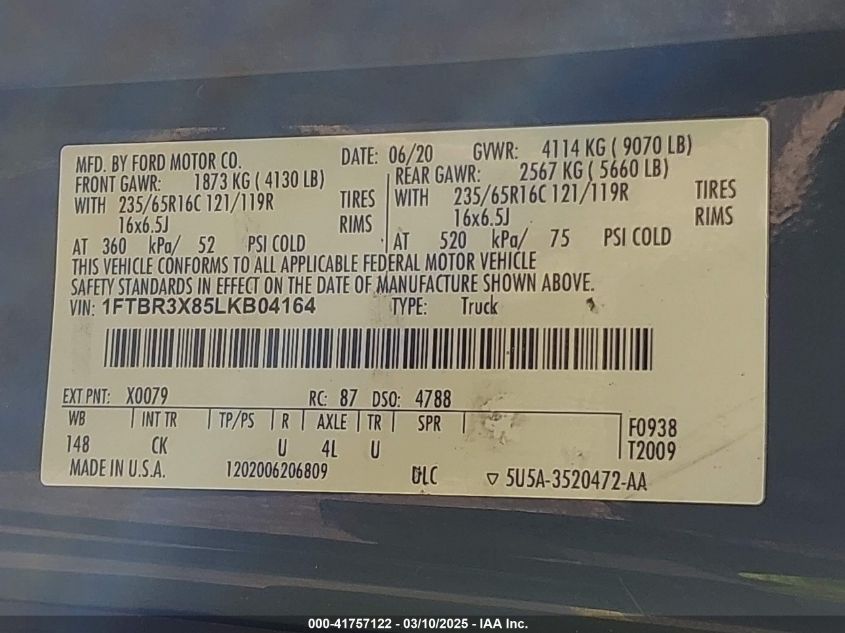 MFD. BY FORD MOTOR CO. DATE: 06/20 GVWR: 4114 KG ( 9070 LB)
FRONT GAWR: 1873 KG ( 4130 LB) REAR GAWR: 2567 KG ( 5660 LB)
WITH 235/65R16C 121/119R TIRES WITH 235/65R16C 121/119R TIRES
16x6.5J RIMS 16x6.5J RIMS
AT 360 kPa/ 52 PSI COLD AT 520 kPa/ 75 PSI COLD
THIS VEHICLE CONFORMS TO ALL APPLICABLE FEDERAL MOTOR VEHICLE
SAFETY STANDARDS IN EFFECT ON THE DATE OF MANUFACTURE SHOWN ABOVE.
VIN: 1FTBR3X85LKB04164 TYPE: Truck
EXT PNT: X0079 RC: 87 DSO: 4788
WB INT TR TP/PS R AXLE TR SPR F0938
148 CK U 4L U T2009
MADE IN U.S.A. 1202006206809 ULC ▽ 5U5A-3520472-AA
000-41757122 - 03/10/2025 - IAA Inc.